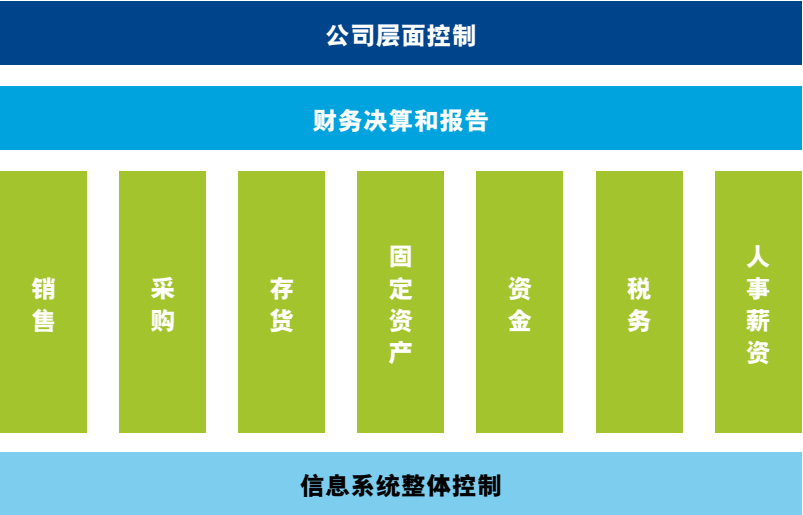 公司层面控制
财务决算和报告
销售
采购
存货
固定资产
资金
税务
人事薪资
信息系统整体控制